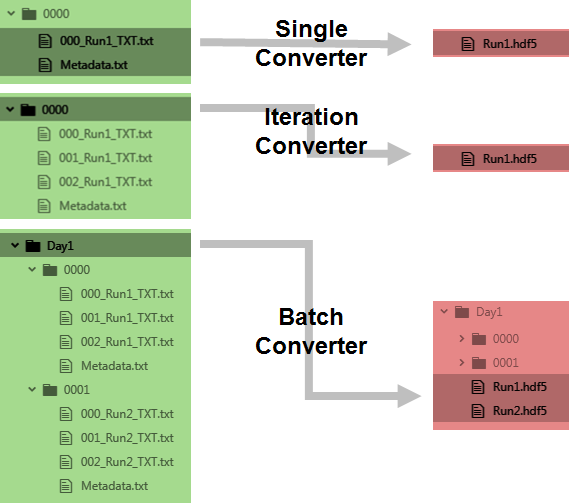 0000
000_Run1_TXT.txt
Metadata.txt
Single
Converter
Run1.hdf5
0000
000_Run1_TXT.txt
001_Run1_TXT.txt
002_Run1_TXT.txt
Metadata.txt
Iteration
Converter
Run1.hdf5
Day1
0000
000_Run1_TXT.txt
001_Run1_TXT.txt
002_Run1_TXT.txt
Metadata.txt
0001
000_Run2_TXT.txt
001_Run2_TXT.txt
002_Run2_TXT.txt
Metadata.txt
Batch
Converter
Day1
0000
0001
Run1.hdf5
Run2.hdf5